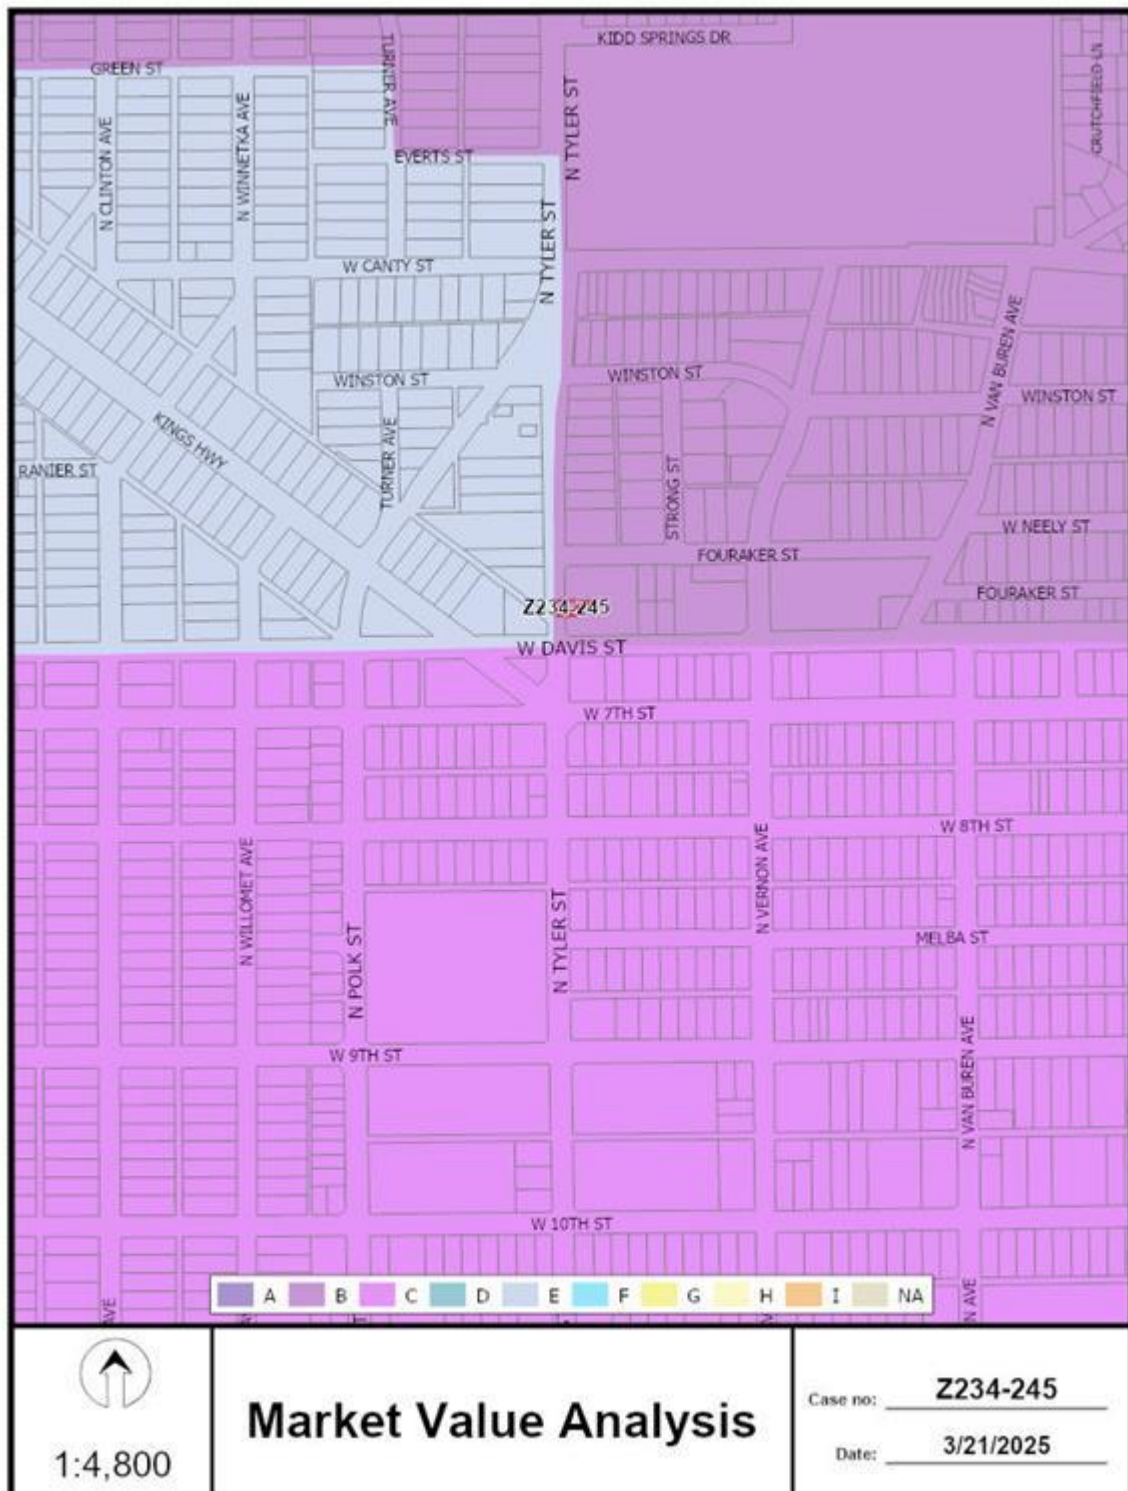 KIDD SPRINGS DR
GREEN ST
TURNER AVE
N TYLER ST
CRUTCHFIELD LN
N CLINTON AVE
N WINNETKA AVE
EVERTS ST
N TYLER ST
W CANTY ST
N VAN BUREN AVE
WINSTON ST
WINSTON ST
WINSTON ST
KINGS HWY
TURNER AVE
RANIER ST
STRONG ST
W NEELY ST
FOURAKER ST
FOURAKER ST
Z234-245
W DAVIS ST
W 7TH ST
W 8TH ST
N WILLOMET AVE
N VERNON AVE
N POLK ST
N TYLER ST
MELBA ST
W 9TH ST
N VAN BUREN AVE
W 10TH ST
A B C D E F G H I NA
AVE
N AVE
1:4,800
Market Value Analysis
Case no: Z234-245
Date: 3/21/2025